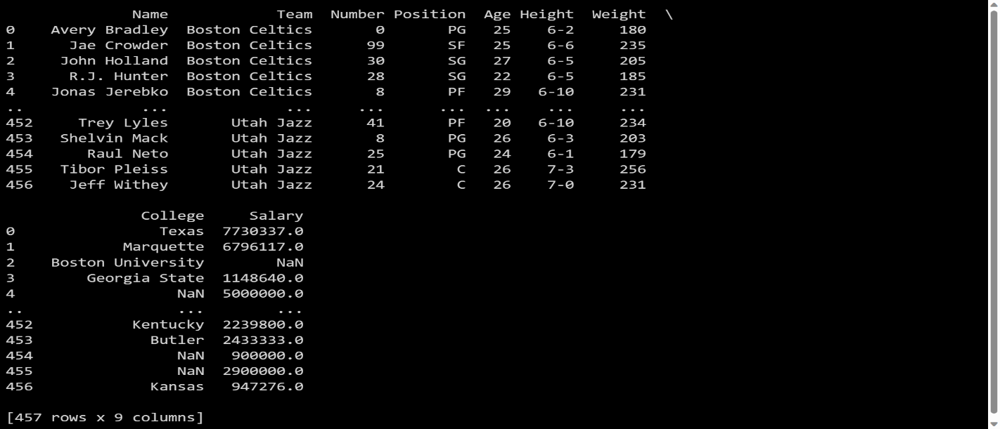 Name            Team  Number Position  Age Height  Weight  \
0     Avery Bradley  Boston Celtics       0       PG   25    6-2     180
1       Jae Crowder  Boston Celtics      99       SF   25    6-6     235
2      John Holland  Boston Celtics      30       SG   27    6-5     205
3       R.J. Hunter  Boston Celtics      28       SG   22    6-5     185
4     Jonas Jerebko  Boston Celtics       8       PF   29   6-10     231
..              ...             ...     ...      ...  ...    ...     ...
452      Trey Lyles       Utah Jazz      41       PF   20   6-10     234
453    Shelvin Mack       Utah Jazz       8       PG   26    6-3     203
454       Raul Neto       Utah Jazz      25       PG   24    6-1     179
455    Tibor Pleiss       Utah Jazz      21        C   26    7-3     256
456     Jeff Withey       Utah Jazz      24        C   26    7-0     231

               College     Salary
0                Texas  7730337.0
1            Marquette  6796117.0
2    Boston University        NaN
3        Georgia State  1148640.0
4                  NaN  5000000.0
..                 ...        ...
452           Kentucky  2239800.0
453             Butler  2433333.0
454                NaN   900000.0
455                NaN  2900000.0
456             Kansas   947276.0

[457 rows x 9 columns]